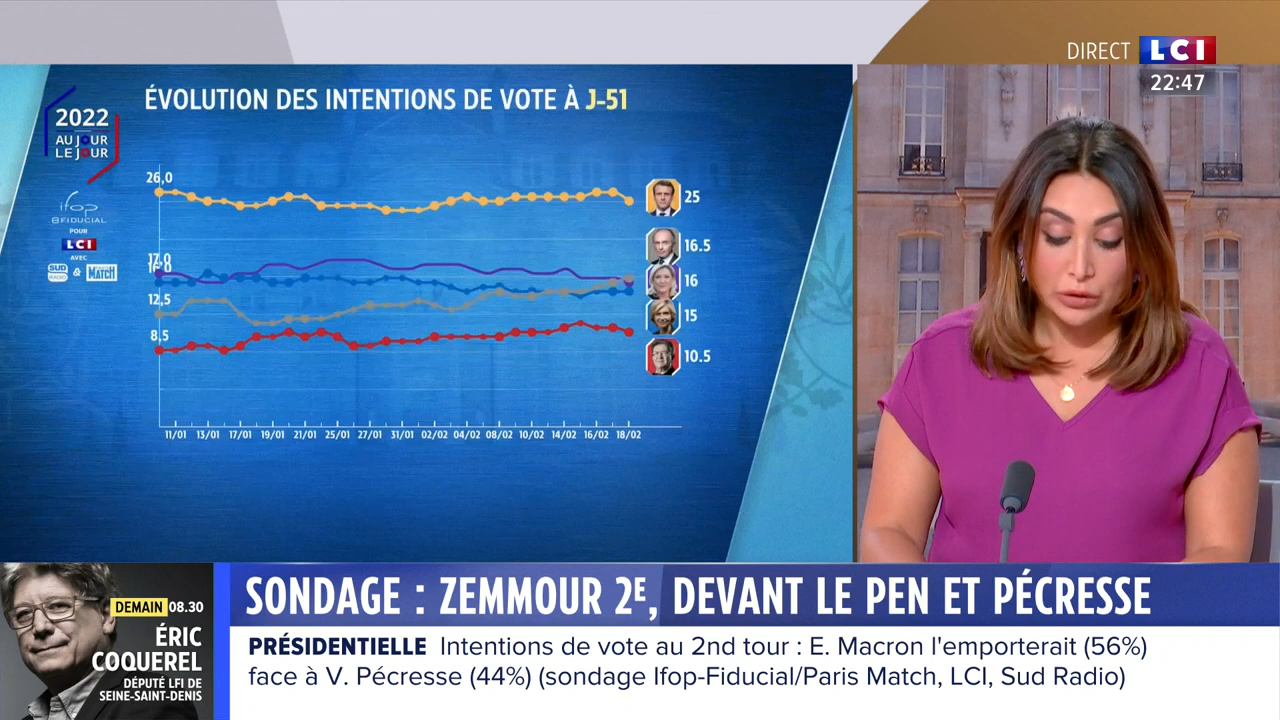 DIRECT LCI
22:47
ÉVOLUTION DES INTENTIONS DE VOTE À J-51
2022
AU JOUR
LE JOUR
ifop
&FIDUCIAL
POUR
LCI
AVEC
SUD RADIO & MATCH
26,0
17,0
16,0
12,5
8,5
25
16.5
16
15
10.5
11/01 13/01 17/01 19/01 21/01 25/01 27/01 31/01 02/02 04/02 08/02 10/02 14/02 16/02 18/02
SONDAGE : ZEMMOUR 2E, DEVANT LE PEN ET PÉCRESSE
PRÉSIDENTIELLE Intentions de vote au 2nd tour : E. Macron l'emporterait (56%)
face à V. Pécresse (44%) (sondage Ifop-Fiducial/Paris Match, LCI, Sud Radio)
DEMAIN 08.30
ÉRIC
COQUEREL
DÉPUTÉ LFI DE
SEINE-SAINT-DENIS